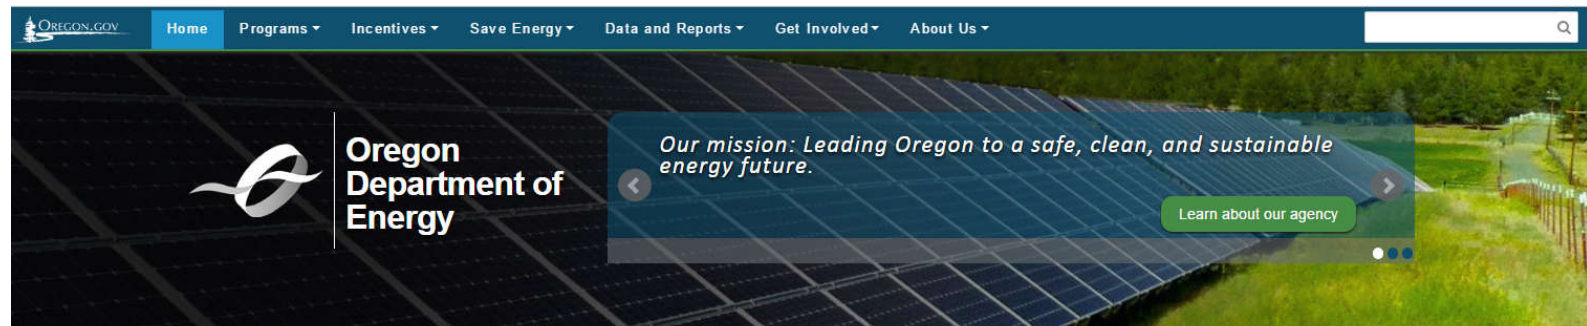 OREGON.GOV
Home
Programs
Incentives
Save Energy
Data and Reports
Get Involved
About Us
Oregon
Department of
Energy
Our mission: Leading Oregon to a safe, clean, and sustainable
energy future.
Learn about our agency